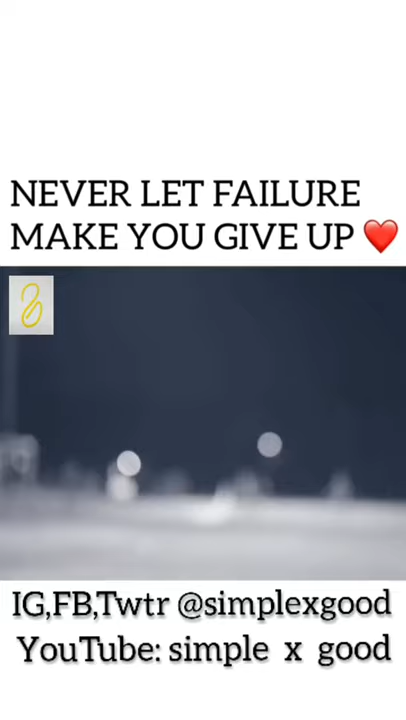 NEVER LET FAILURE
MAKE YOU GIVE UP ❤️
IG,FB,Twtr @simplexgood
YouTube: simple x good